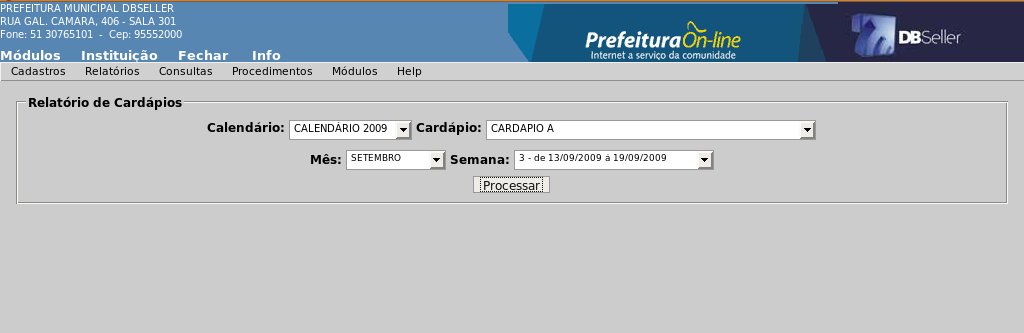 PREFEITURA MUNICIPAL DBSELLER
RUA GAL. CAMARA, 406 - SALA 301
Fone: 51 30765101 - Cep: 95552000
PrefeituraOn-line
Internet a serviço da comunidade
DBSeller
Módulos Instituição Fechar Info
Cadastros Relatórios Consultas Procedimentos Módulos Help
Relatório de Cardápios
Calendário: CALENDÁRIO 2009 Cardápio: CARDAPIO A
Mês: SETEMBRO Semana: 3 - de 13/09/2009 á 19/09/2009
Processar